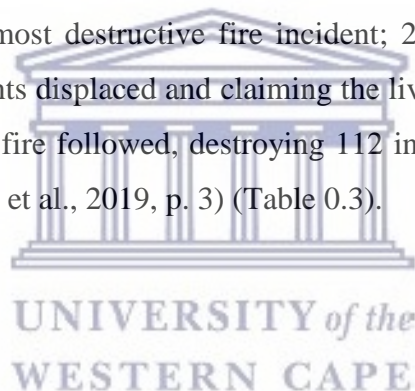 most destructive fire incident; 2
nts displaced and claiming the liv
fire followed, destroying 112 in
et al., 2019, p. 3) (Table 0.3).
UNIVERSITY of the
WESTERN CAPE